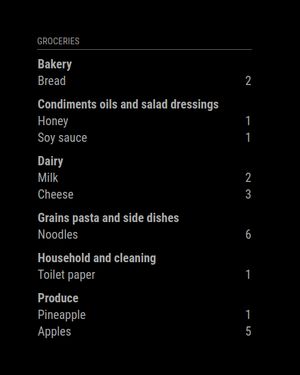 GROCERIES
Bakery
Bread 2
Condiments oils and salad dressings
Honey 1
Soy sauce 1
Dairy
Milk 2
Cheese 3
Grains pasta and side dishes
Noodles 6
Household and cleaning
Toilet paper 1
Produce
Pineapple 1
Apples 5